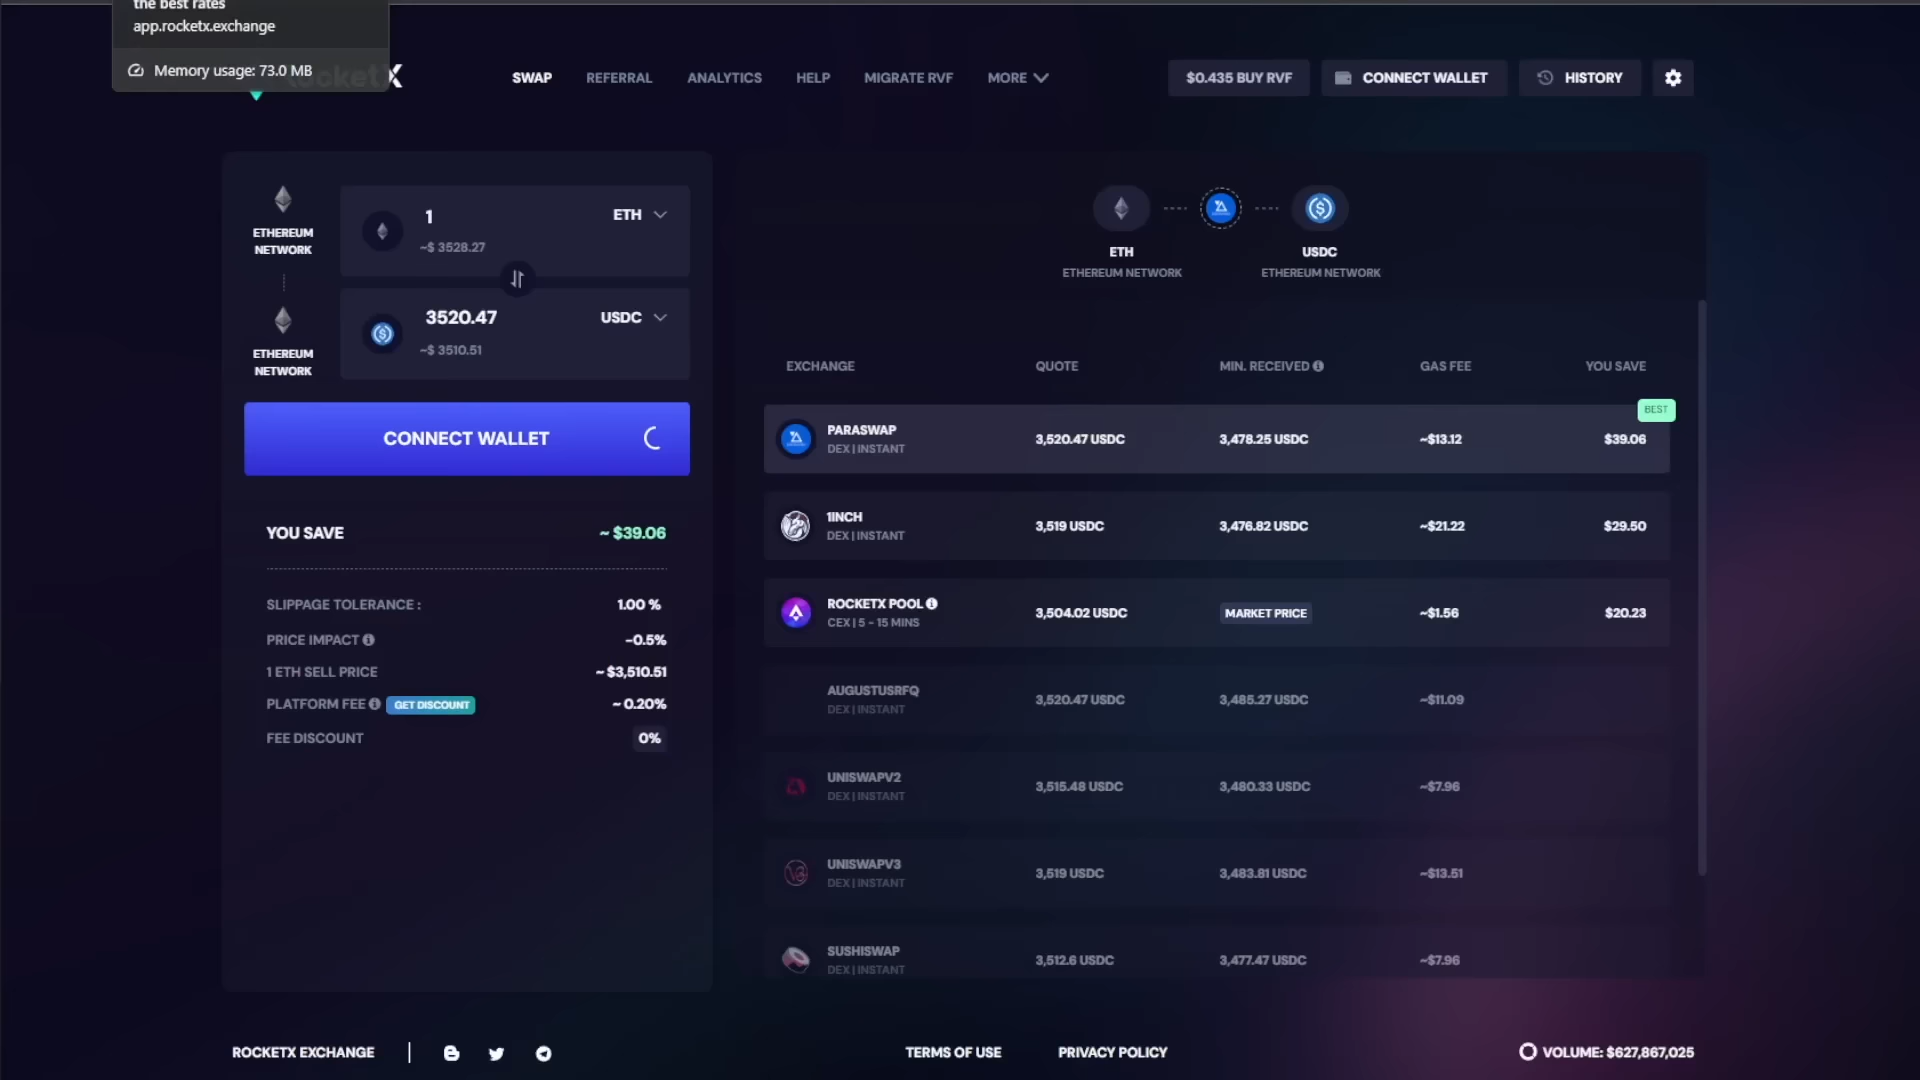 the best rates
app.rocketx.exchange
Memory usage: 73.0 MB
SWAP
REFERRAL
ANALYTICS
HELP
MIGRATE RVF
MORE
$0.435 BUY RVF
CONNECT WALLET
HISTORY
ETHEREUM
NETWORK
1
ETH
~$ 3528.27
ETHEREUM
NETWORK
3520.47
USDC
~$ 3510.51
CONNECT WALLET
YOU SAVE
~ $39.06
SLIPPAGE TOLERANCE :
1.00 %
PRICE IMPACT
-0.5%
1 ETH SELL PRICE
~ $3,510.51
PLATFORM FEE
GET DISCOUNT
~ 0.20%
FEE DISCOUNT
0%
ETH
ETHEREUM NETWORK
USDC
ETHEREUM NETWORK
EXCHANGE
QUOTE
MIN. RECEIVED
GAS FEE
YOU SAVE
BEST
PARASWAP
DEX | INSTANT
3,520.47 USDC
3,478.25 USDC
~$13.12
$39.06
1INCH
DEX | INSTANT
3,519 USDC
3,476.82 USDC
~$21.22
$29.50
ROCKETX POOL
CEX | 5 - 15 MINS
3,504.02 USDC
MARKET PRICE
~$1.56
$20.23
AUGUSTUSRFQ
DEX | INSTANT
3,520.47 USDC
3,485.27 USDC
~$11.09
UNISWAPV2
DEX | INSTANT
3,515.48 USDC
3,480.33 USDC
~$7.96
UNISWAPV3
DEX | INSTANT
3,519 USDC
3,483.81 USDC
~$13.51
SUSHISWAP
DEX | INSTANT
3,512.6 USDC
3,477.47 USDC
~$7.96
ROCKETX EXCHANGE
TERMS OF USE
PRIVACY POLICY
VOLUME: $627,867,025